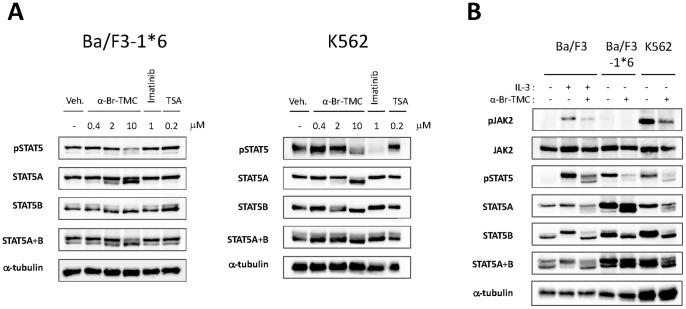 A
Ba/F3-1*6
Veh. α-Br-TMC Imatinib TSA
- 0.4 2 10 1 0.2 μM
pSTAT5
STAT5A
STAT5B
STAT5A+B
α-tubulin
K562
Veh. α-Br-TMC Imatinib TSA
- 0.4 2 10 1 0.2
pSTAT5
STAT5A
STAT5B
STAT5A+B
α-tubulin
B
Ba/F3 Ba/F3 K562
-1*6
IL-3 : - + + - - - -
α-Br-TMC : - - + - + - +
pJAK2
JAK2
pSTAT5
STAT5A
STAT5B
STAT5A+B
α-tubulin